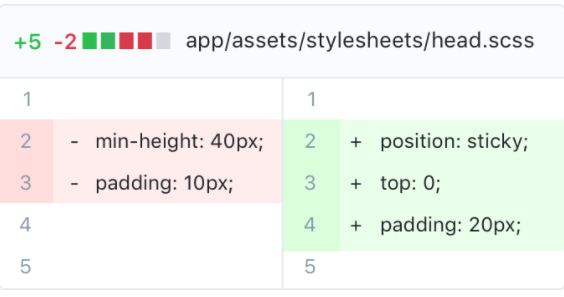 +5 -2 app/assets/stylesheets/head.scss
1 1
2 - min-height: 40px; 2 + position: sticky;
3 - padding: 10px; 3 + top: 0;
4 4 + padding: 20px;
5 5